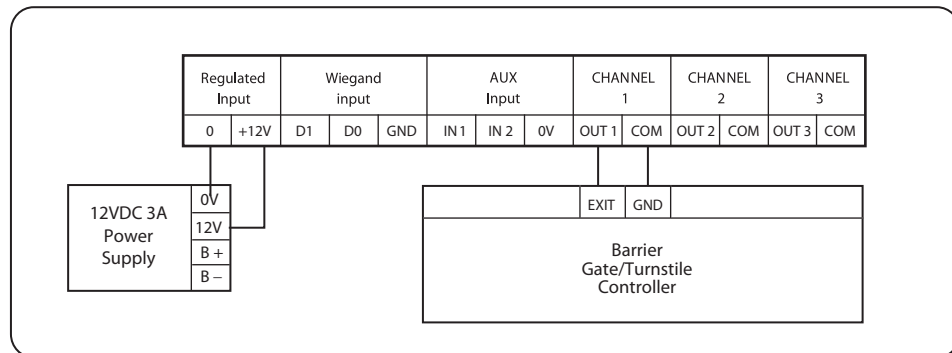 Regulated Wiegand AUX CHANNEL CHANNEL CHANNEL
Input input Input 1 2 3
0 +12V D1 D0 GND IN 1 IN 2 0V OUT 1 COM OUT 2 COM OUT 3 COM
12VDC 3A
Power
Supply
0V
12V
B +
B –
EXIT GND
Barrier
Gate/Turnstile
Controller